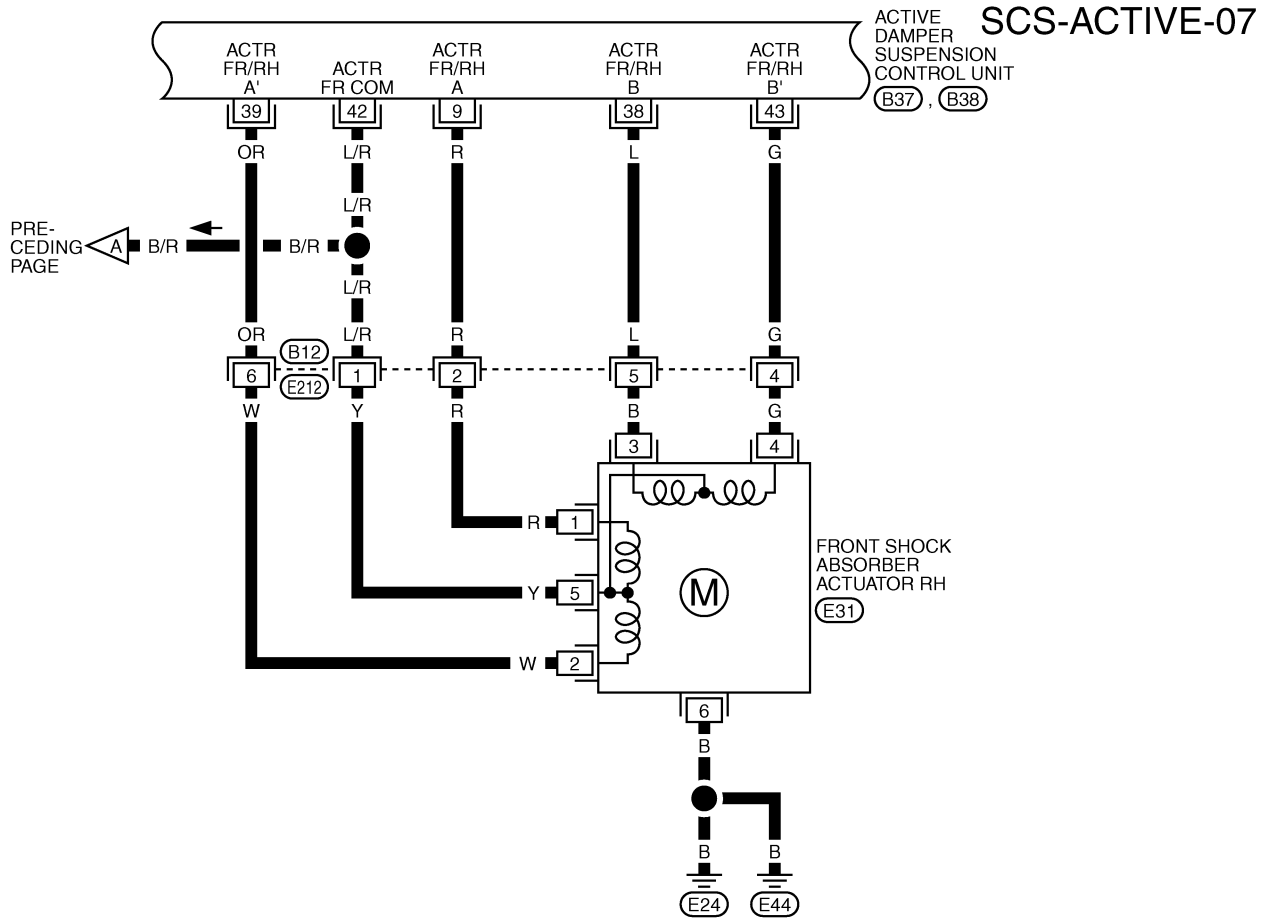 SCS-ACTIVE-07
ACTIVE
DAMPER
SUSPENSION
CONTROL UNIT
B37 , B38
ACTR
FR/RH
A'
ACTR
FR COM
ACTR
FR/RH
A
ACTR
FR/RH
B
ACTR
FR/RH
B'
39 42 9 38 43
OR L/R R L G
L/R
PRE-
CEDING
PAGE
A B/R B/R
L/R
OR L/R R L G
B12
6 1 2 5 4
E212
W Y R B G
3 4
R 1
Y 5
W 2
M
FRONT SHOCK
ABSORBER
ACTUATOR RH
E31
6
B
B B
E24 E44